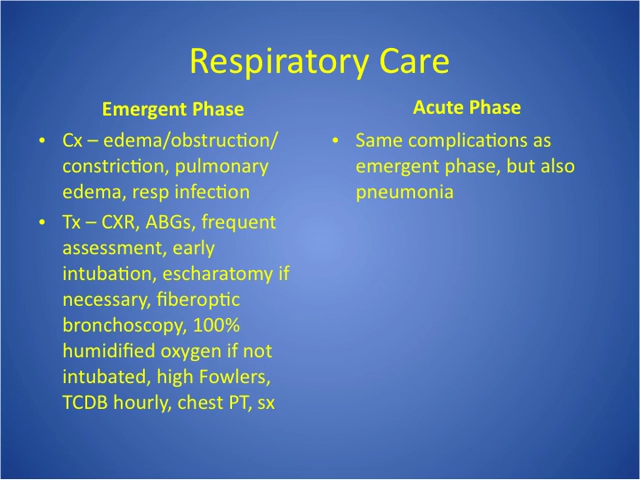 Respiratory Care
Emergent Phase
• Cx – edema/obstruction/
constriction, pulmonary
edema, resp infection
• Tx – CXR, ABGs, frequent
assessment, early
intubation, escharatomy if
necessary, fiberoptic
bronchoscopy, 100%
humidified oxygen if not
intubated, high Fowlers,
TCDB hourly, chest PT, sx
Acute Phase
• Same complications as
emergent phase, but also
pneumonia